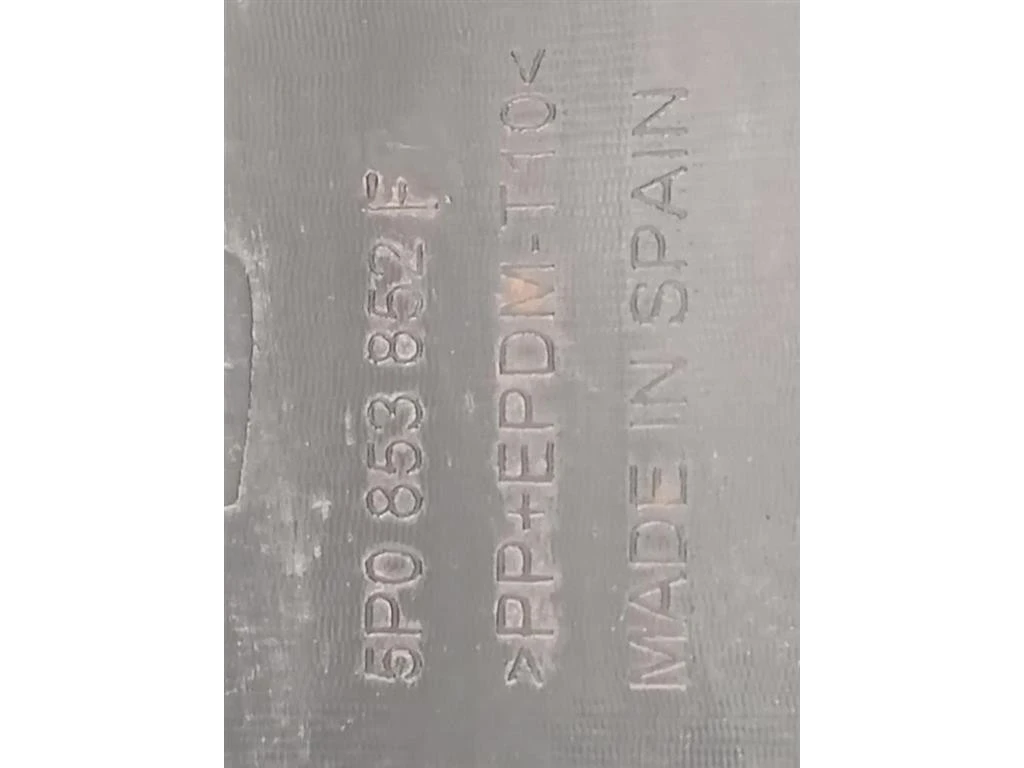 5P0 853 852 F
>PP+EPDM-T10<
MADE IN SPAIN